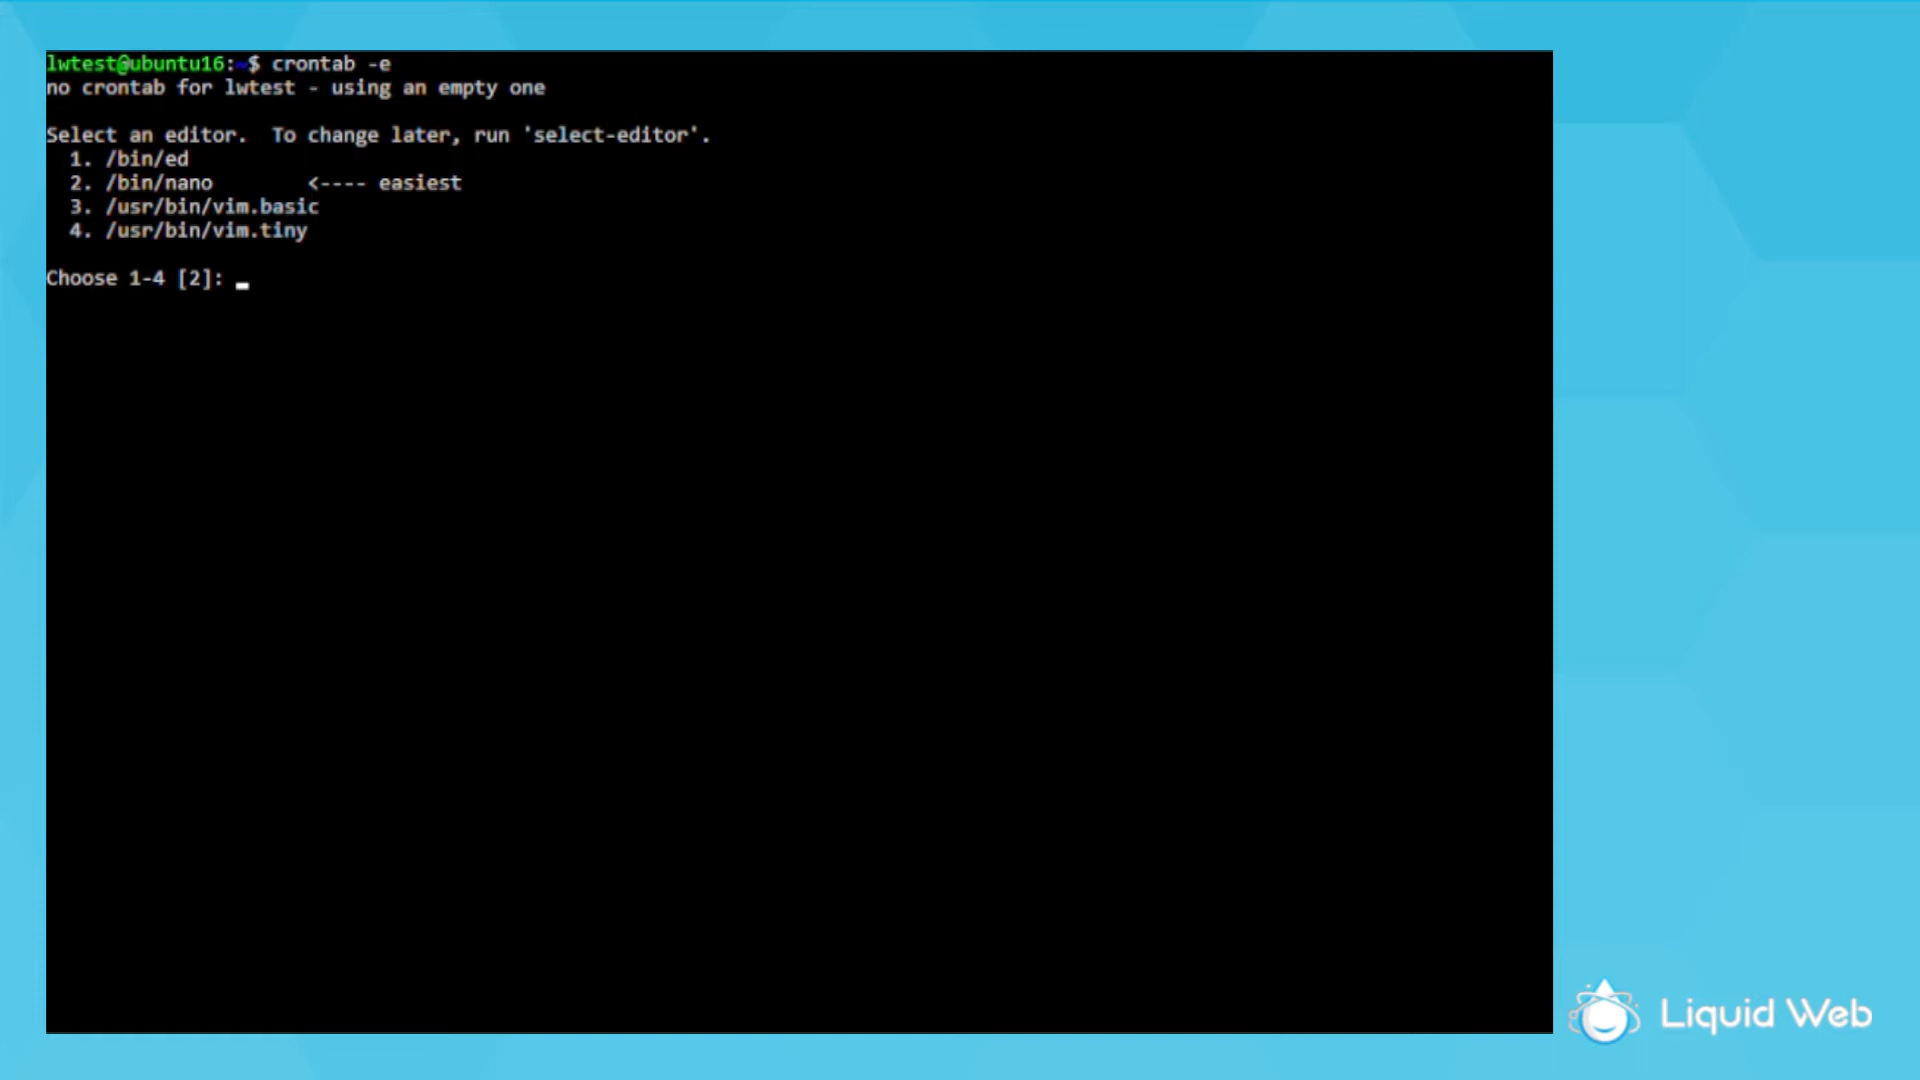 lwtest@ubuntu16:~$ crontab -e
no crontab for lwtest - using an empty one
Select an editor.  To change later, run 'select-editor'.
  1. /bin/ed
  2. /bin/nano        <---- easiest
  3. /usr/bin/vim.basic
  4. /usr/bin/vim.tiny
Choose 1-4 [2]:
Liquid Web